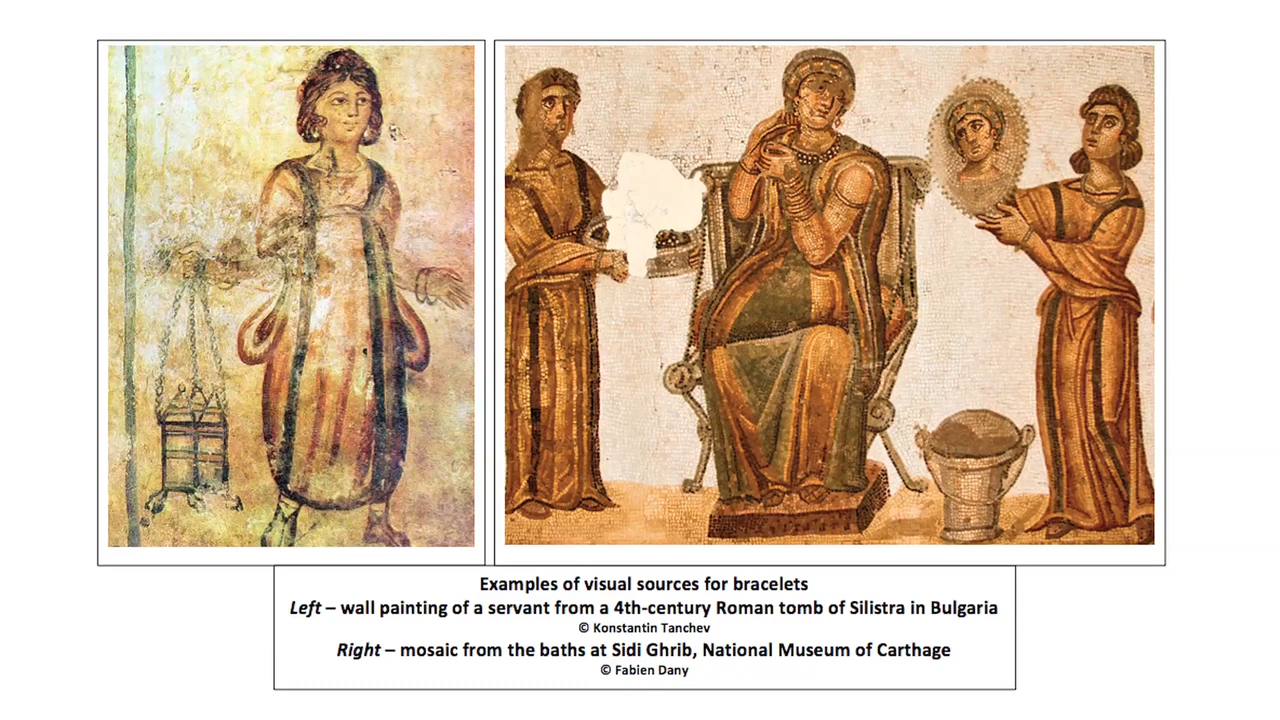 Examples of visual sources for bracelets
Left – wall painting of a servant from a 4th-century Roman tomb of Silistra in Bulgaria
© Konstantin Tanchev
Right – mosaic from the baths at Sidi Ghrib, National Museum of Carthage
© Fabien Dany